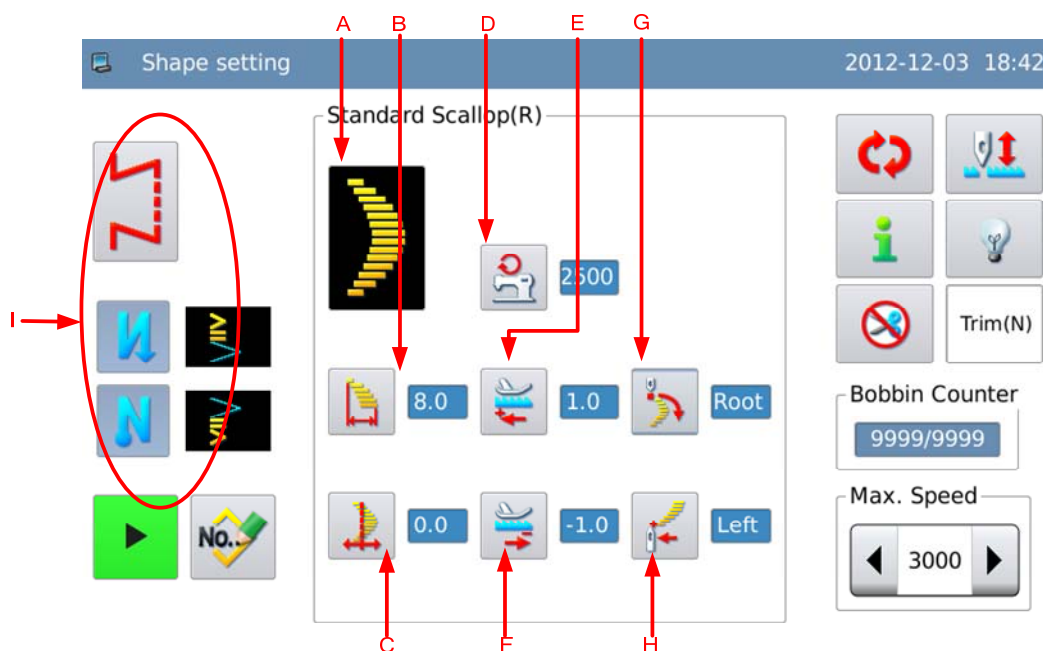 A B D E G
Shape setting 2012-12-03 18:42
Standard Scallop(R)
2500
I
Trim(N)
8.0 1.0 Root
Bobbin Counter
9999/9999
Max. Speed
No.. 0.0 -1.0 Left
3000
C F H